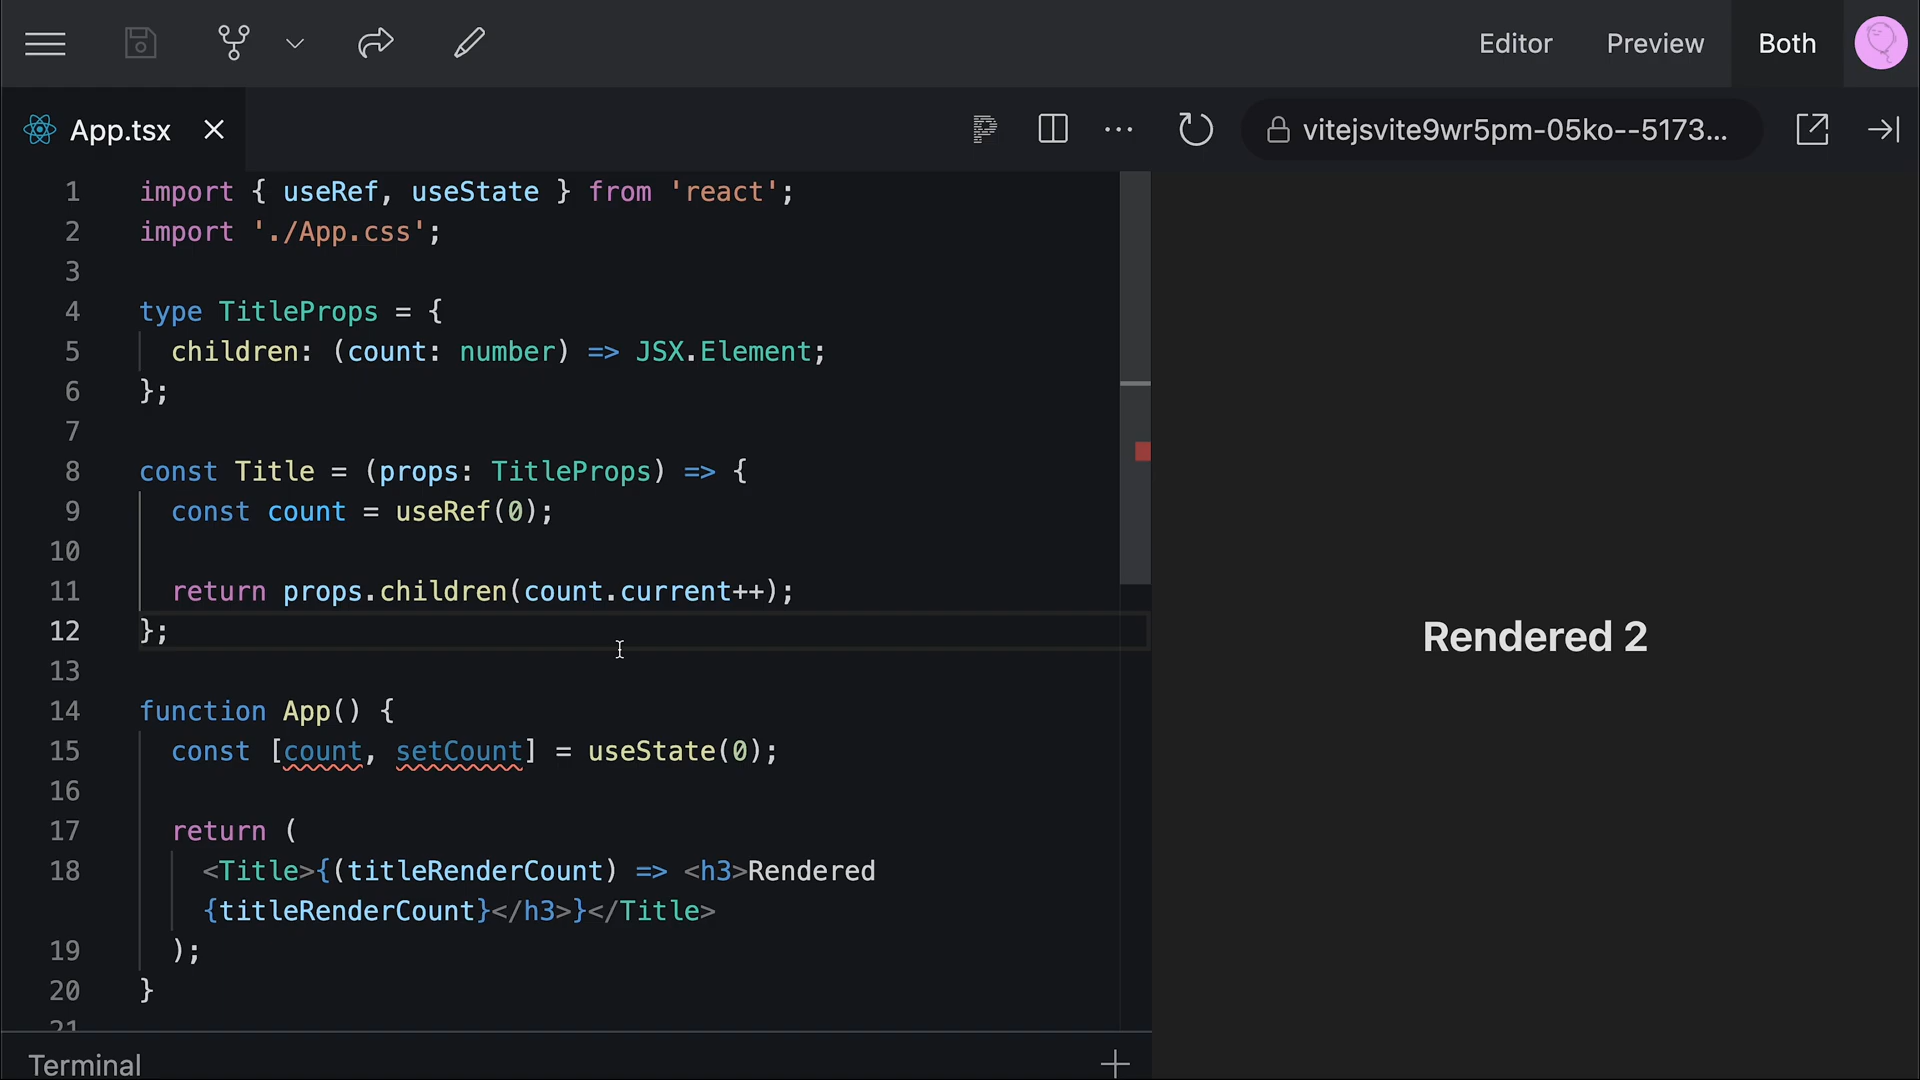 Editor Preview Both
App.tsx
vitejsvite9wr5pm-05ko--5173...
1 import { useRef, useState } from 'react';
2 import './App.css';
3
4 type TitleProps = {
5 children: (count: number) => JSX.Element;
6 };
7
8 const Title = (props: TitleProps) => {
9 const count = useRef(0);
10
11 return props.children(count.current++);
12 };
13
14 function App() {
15 const [count, setCount] = useState(0);
16
17 return (
18 <Title>{(titleRenderCount) => <h3>Rendered
{titleRenderCount}</h3>}</Title>
19 );
20 }
21
Rendered 2
Terminal